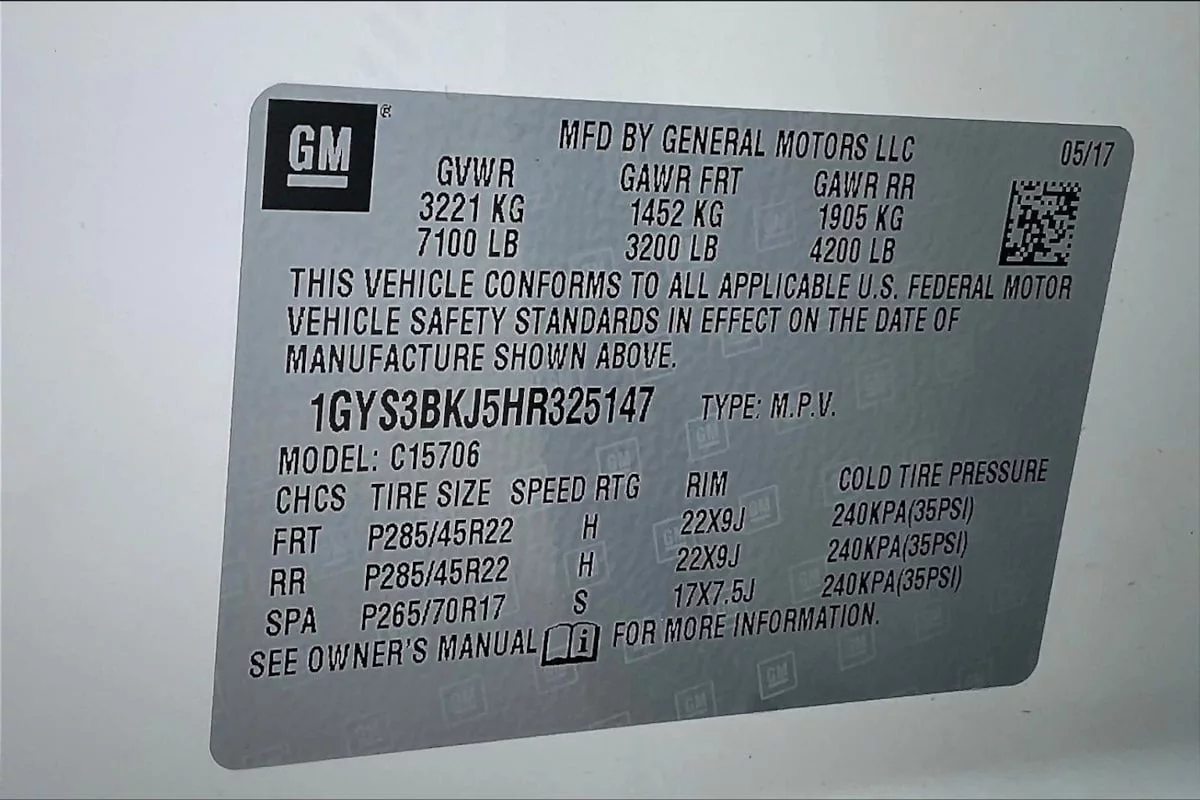 GM®
MFD BY GENERAL MOTORS LLC 05/17
GVWR GAWR FRT GAWR RR
3221 KG 1452 KG 1905 KG
7100 LB 3200 LB 4200 LB
THIS VEHICLE CONFORMS TO ALL APPLICABLE U.S. FEDERAL MOTOR
VEHICLE SAFETY STANDARDS IN EFFECT ON THE DATE OF
MANUFACTURE SHOWN ABOVE.
1GYS3BKJ5HR325147 TYPE: M.P.V.
MODEL: C15706
CHCS TIRE SIZE SPEED RTG RIM COLD TIRE PRESSURE
FRT P285/45R22 H 22X9J 240KPA(35PSI)
RR P285/45R22 H 22X9J 240KPA(35PSI)
SPA P265/70R17 S 17X7.5J 240KPA(35PSI)
SEE OWNER'S MANUAL i FOR MORE INFORMATION.